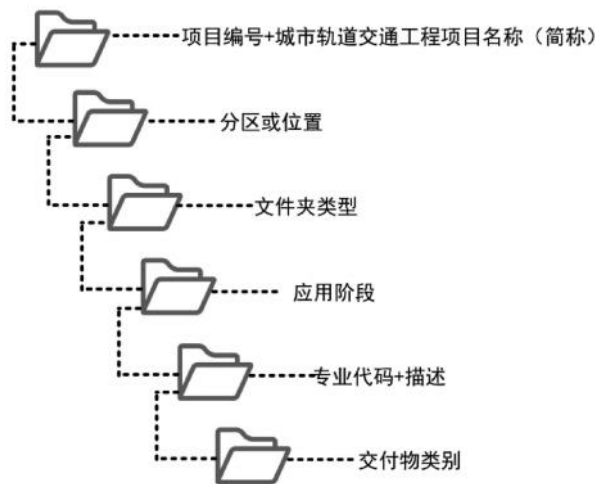 项目编号+城市轨道交通工程项目名称（简称）
分区或位置
文件夹类型
应用阶段
专业代码+描述
交付物类别